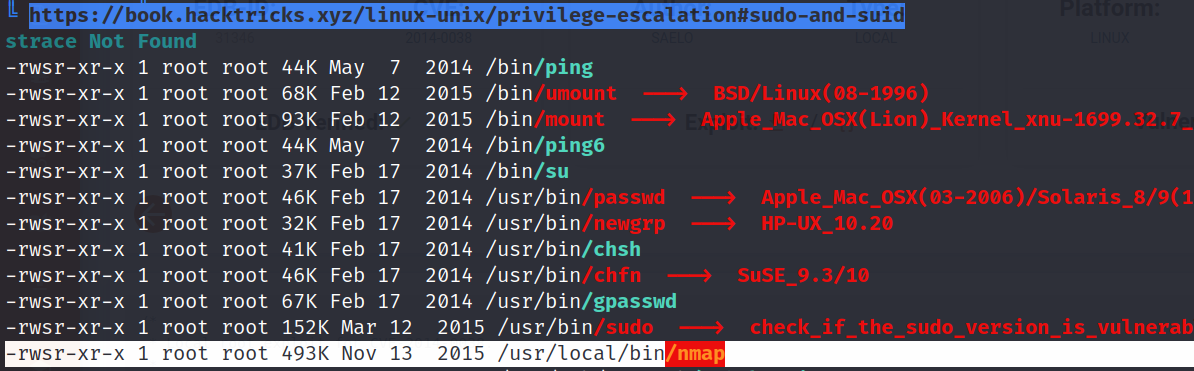 https://book.hacktricks.xyz/linux-unix/privilege-escalation#sudo-and-suid
Platform:
strace Not Found
2014-0038 SAELO LOCAL LINUX
-rwsr-xr-x 1 root root 44K May  7  2014 /bin/ping
-rwsr-xr-x 1 root root 68K Feb 12  2015 /bin/umount  --->  BSD/Linux(08-1996)
-rwsr-xr-x 1 root root 93K Feb 12  2015 /bin/mount  --->  Apple_Mac_OSX(Lion)_Kernel_xnu-1699.32.7_
-rwsr-xr-x 1 root root 44K May  7  2014 /bin/ping6
-rwsr-xr-x 1 root root 37K Feb 17  2014 /bin/su
-rwsr-xr-x 1 root root 46K Feb 17  2014 /usr/bin/passwd  --->  Apple_Mac_OSX(03-2006)/Solaris_8/9(1
-rwsr-xr-x 1 root root 32K Feb 17  2014 /usr/bin/newgrp  --->  HP-UX_10.20
-rwsr-xr-x 1 root root 41K Feb 17  2014 /usr/bin/chsh
-rwsr-xr-x 1 root root 46K Feb 17  2014 /usr/bin/chfn  --->  SuSE_9.3/10
-rwsr-xr-x 1 root root 67K Feb 17  2014 /usr/bin/gpasswd
-rwsr-xr-x 1 root root 152K Mar 12  2015 /usr/bin/sudo  --->  check_if_the_sudo_version_is_vulnerab
-rwsr-xr-x 1 root root 493K Nov 13  2015 /usr/local/bin/nmap